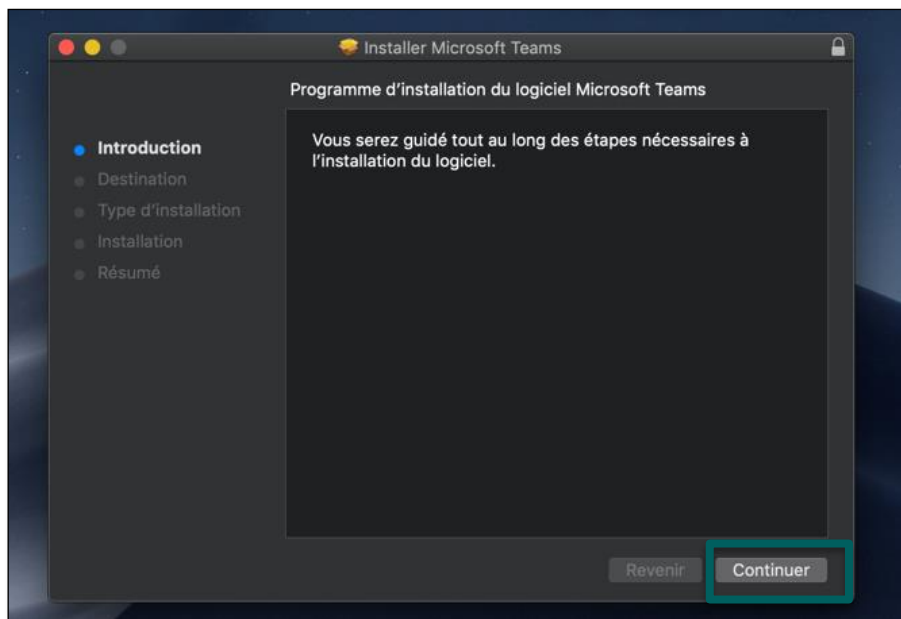 Installer Microsoft Teams
Programme d'installation du logiciel Microsoft Teams
Introduction
Destination
Type d'installation
Installation
Résumé
Vous serez guidé tout au long des étapes nécessaires à
l'installation du logiciel.
Revenir
Continuer